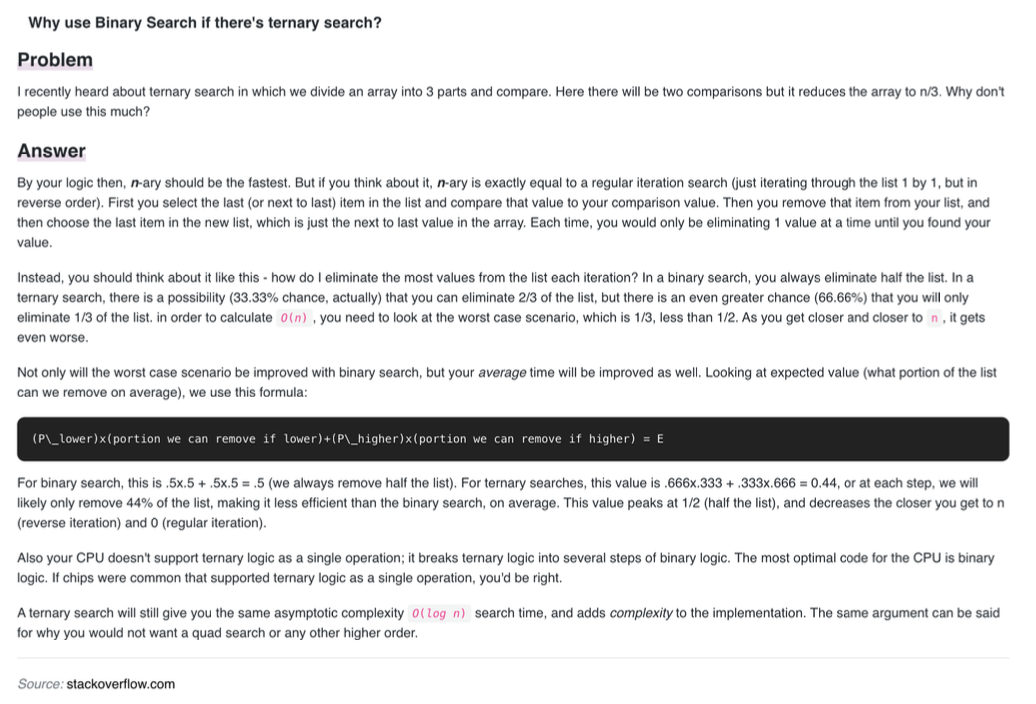 Why use Binary Search if there's ternary search?
Problem
I recently heard about ternary search in which we divide an array into 3 parts and compare. Here there will be two comparisons but it reduces the array to n/3. Why don't
people use this much?
Answer
By your logic then, n-ary should be the fastest. But if you think about it, n-ary is exactly equal to a regular iteration search (just iterating through the list 1 by 1, but in
reverse order). First you select the last (or next to last) item in the list and compare that value to your comparison value. Then you remove that item from your list, and
then choose the last item in the new list, which is just the next to last value in the array. Each time, you would only be eliminating 1 value at a time until you found your
value.
Instead, you should think about it like this - how do I eliminate the most values from the list each iteration? In a binary search, you always eliminate half the list. In a
ternary search, there is a possibility (33.33% chance, actually) that you can eliminate 2/3 of the list, but there is an even greater chance (66.66%) that you will only
eliminate 1/3 of the list. in order to calculate O(n) , you need to look at the worst case scenario, which is 1/3, less than 1/2. As you get closer and closer to n , it gets
even worse.
Not only will the worst case scenario be improved with binary search, but your average time will be improved as well. Looking at expected value (what portion of the list
can we remove on average), we use this formula:
(P\_lower)x(portion we can remove if lower)+(P\_higher)x(portion we can remove if higher) = E
For binary search, this is .5x.5 + .5x.5 = .5 (we always remove half the list). For ternary searches, this value is .666x.333 + .333x.666 = 0.44, or at each step, we will
likely only remove 44% of the list, making it less efficient than the binary search, on average. This value peaks at 1/2 (half the list), and decreases the closer you get to n
(reverse iteration) and 0 (regular iteration).
Also your CPU doesn't support ternary logic as a single operation; it breaks ternary logic into several steps of binary logic. The most optimal code for the CPU is binary
logic. If chips were common that supported ternary logic as a single operation, you'd be right.
A ternary search will still give you the same asymptotic complexity O(log n) search time, and adds complexity to the implementation. The same argument can be said
for why you would not want a quad search or any other higher order.
Source: stackoverflow.com